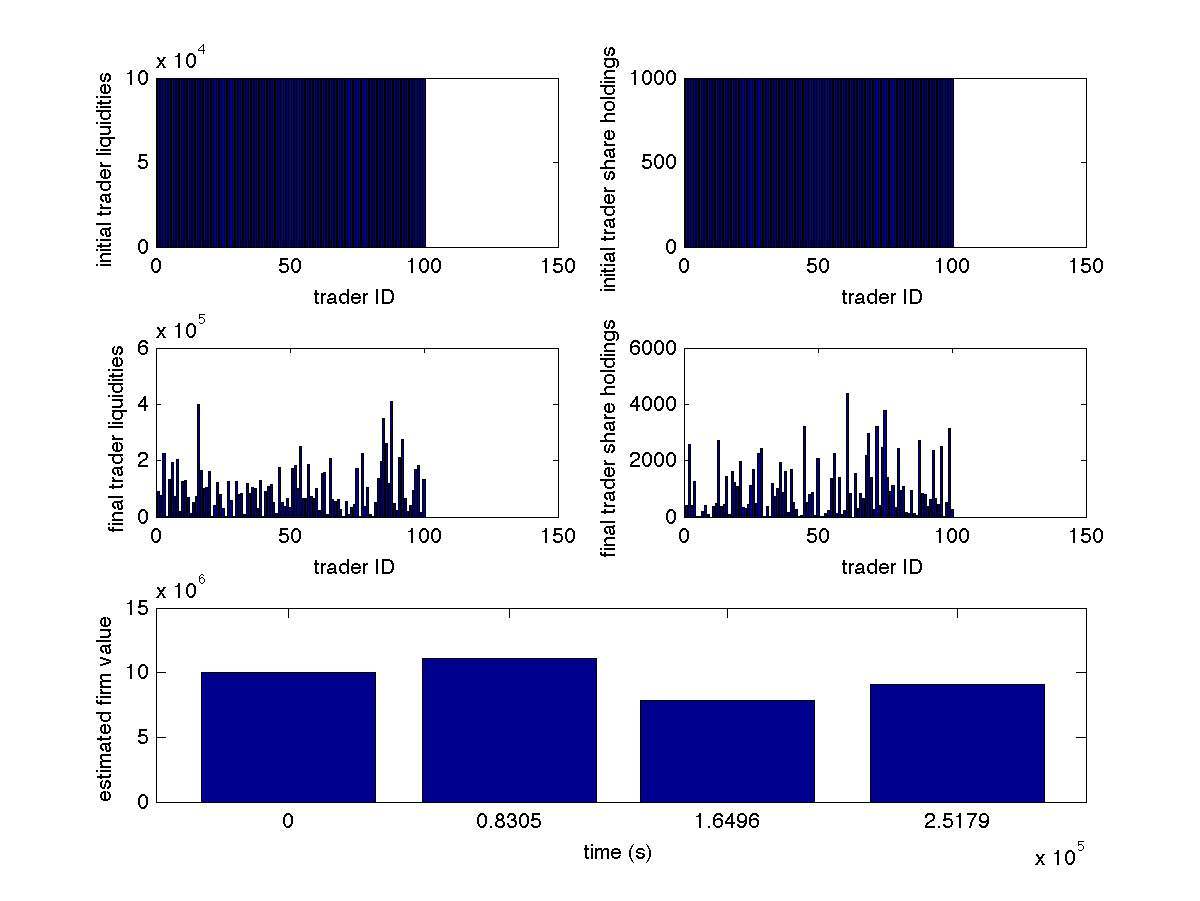 x 10^4
10
5
0
initial trader liquidities
0 50 100 150
trader ID
1000
500
0
initial trader share holdings
0 50 100 150
trader ID
x 10^5
6
4
2
0
final trader liquidities
0 50 100 150
trader ID
6000
4000
2000
0
final trader share holdings
0 50 100 150
trader ID
x 10^6
15
10
5
0
estimated firm value
0 0.8305 1.6496 2.5179
time (s)
x 10^5